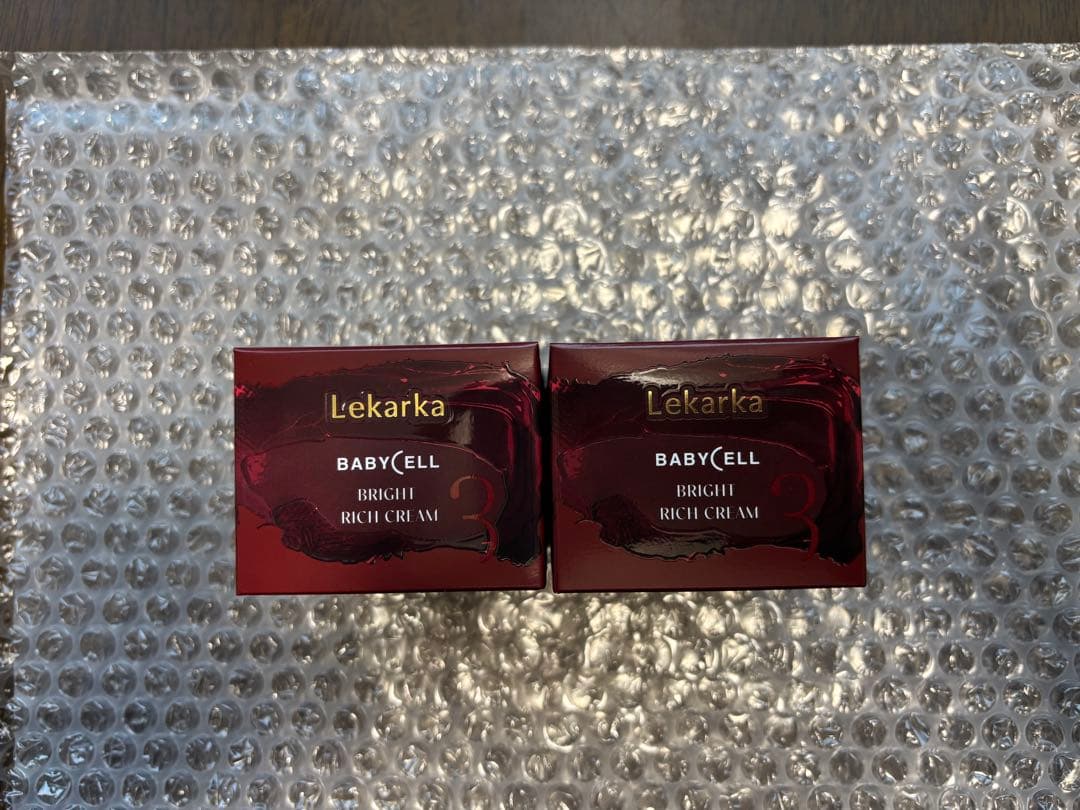 Lekarka
BABYCELL
BRIGHT
RICH CREAM
3
Lekarka
BABYCELL
BRIGHT
RICH CREAM
3